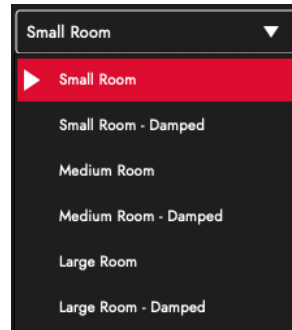 Small Room
Small Room
Small Room - Damped
Medium Room
Medium Room - Damped
Large Room
Large Room - Damped